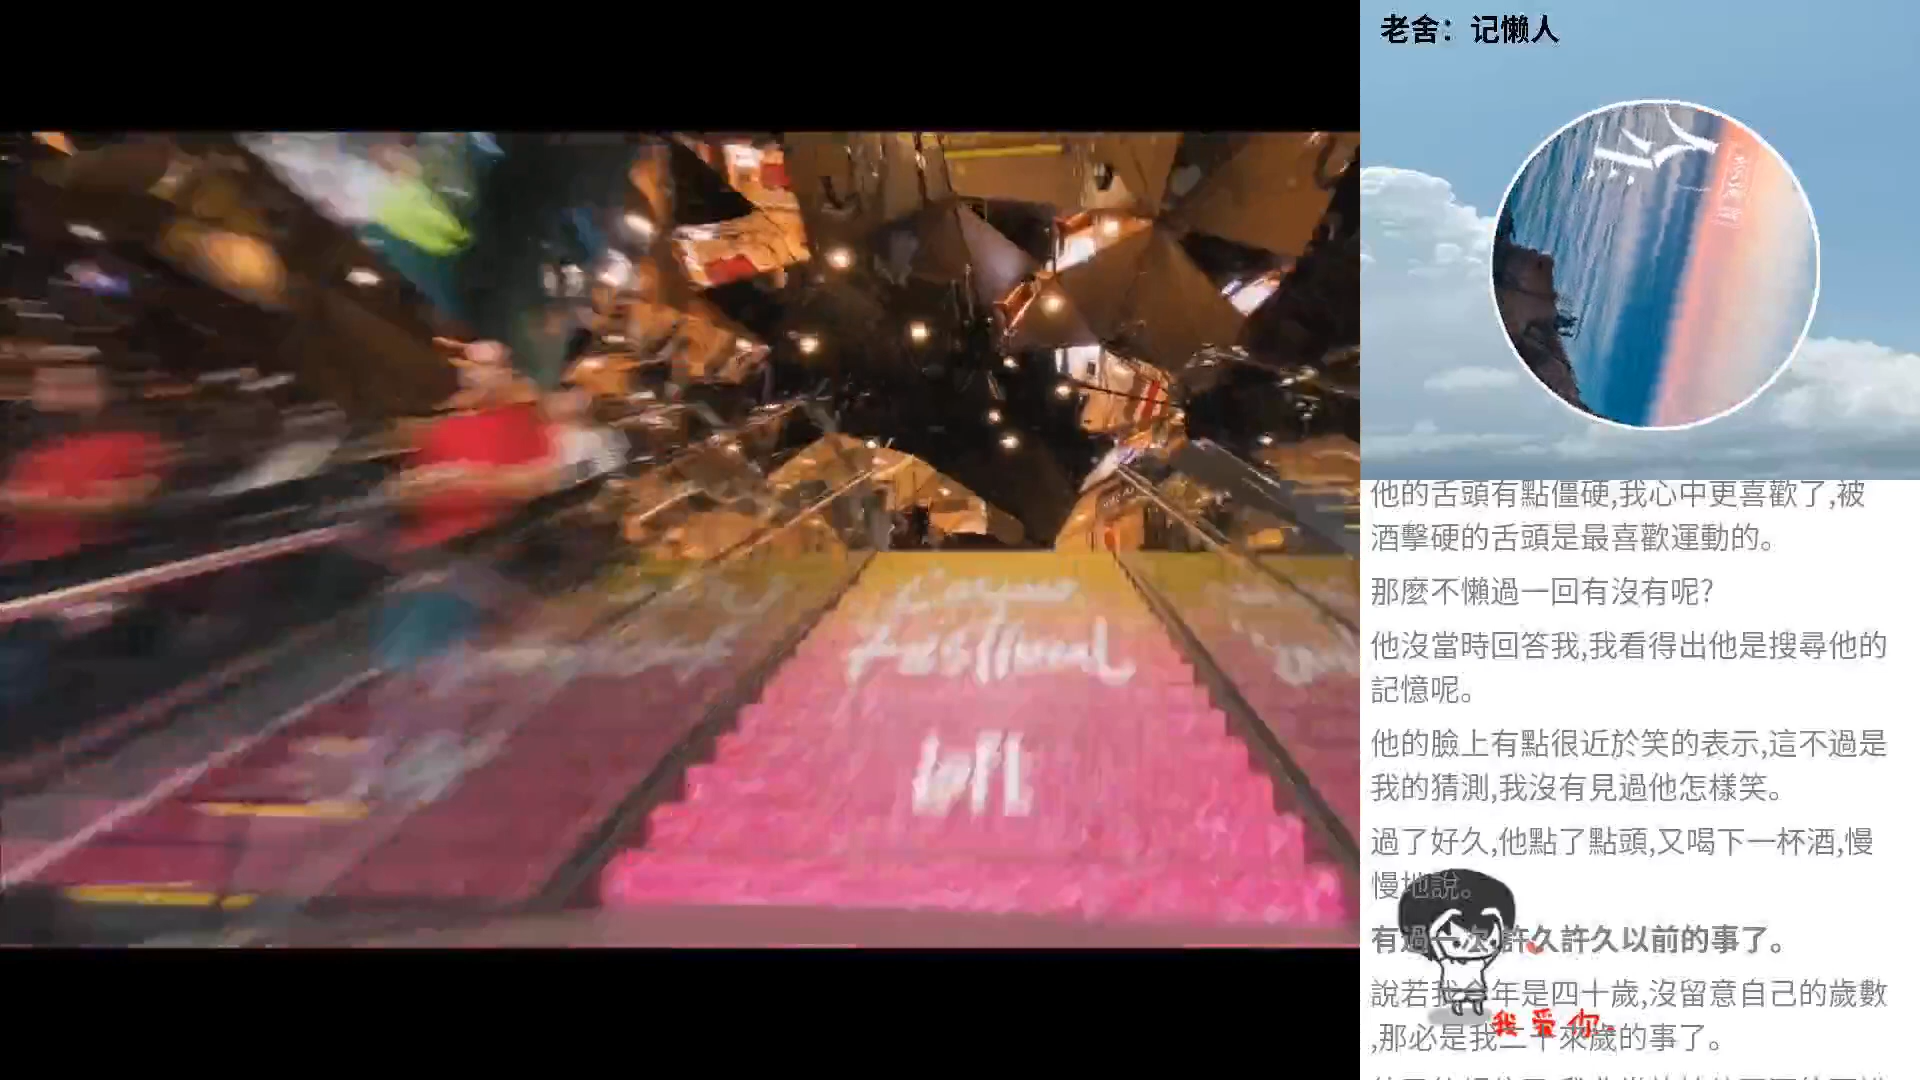 老舍：记懒人
他的舌頭有點僵硬,我心中更喜歡了,被
酒擊硬的舌頭是最喜歡運動的。
那麼不懶過一回有沒有呢?
他沒當時回答我,我看得出他是搜尋他的
記憶呢。
他的臉上有點很近於笑的表示,這不過是
我的猜測,我沒有見過他怎樣笑。
過了好久,他點了點頭,又喝下一杯酒,慢
慢地說。
有過一次,許久許久以前的事了。
說若我今年是四十歲,沒留意自己的歲數
,那必是我二十來歲的事了。
我爱你